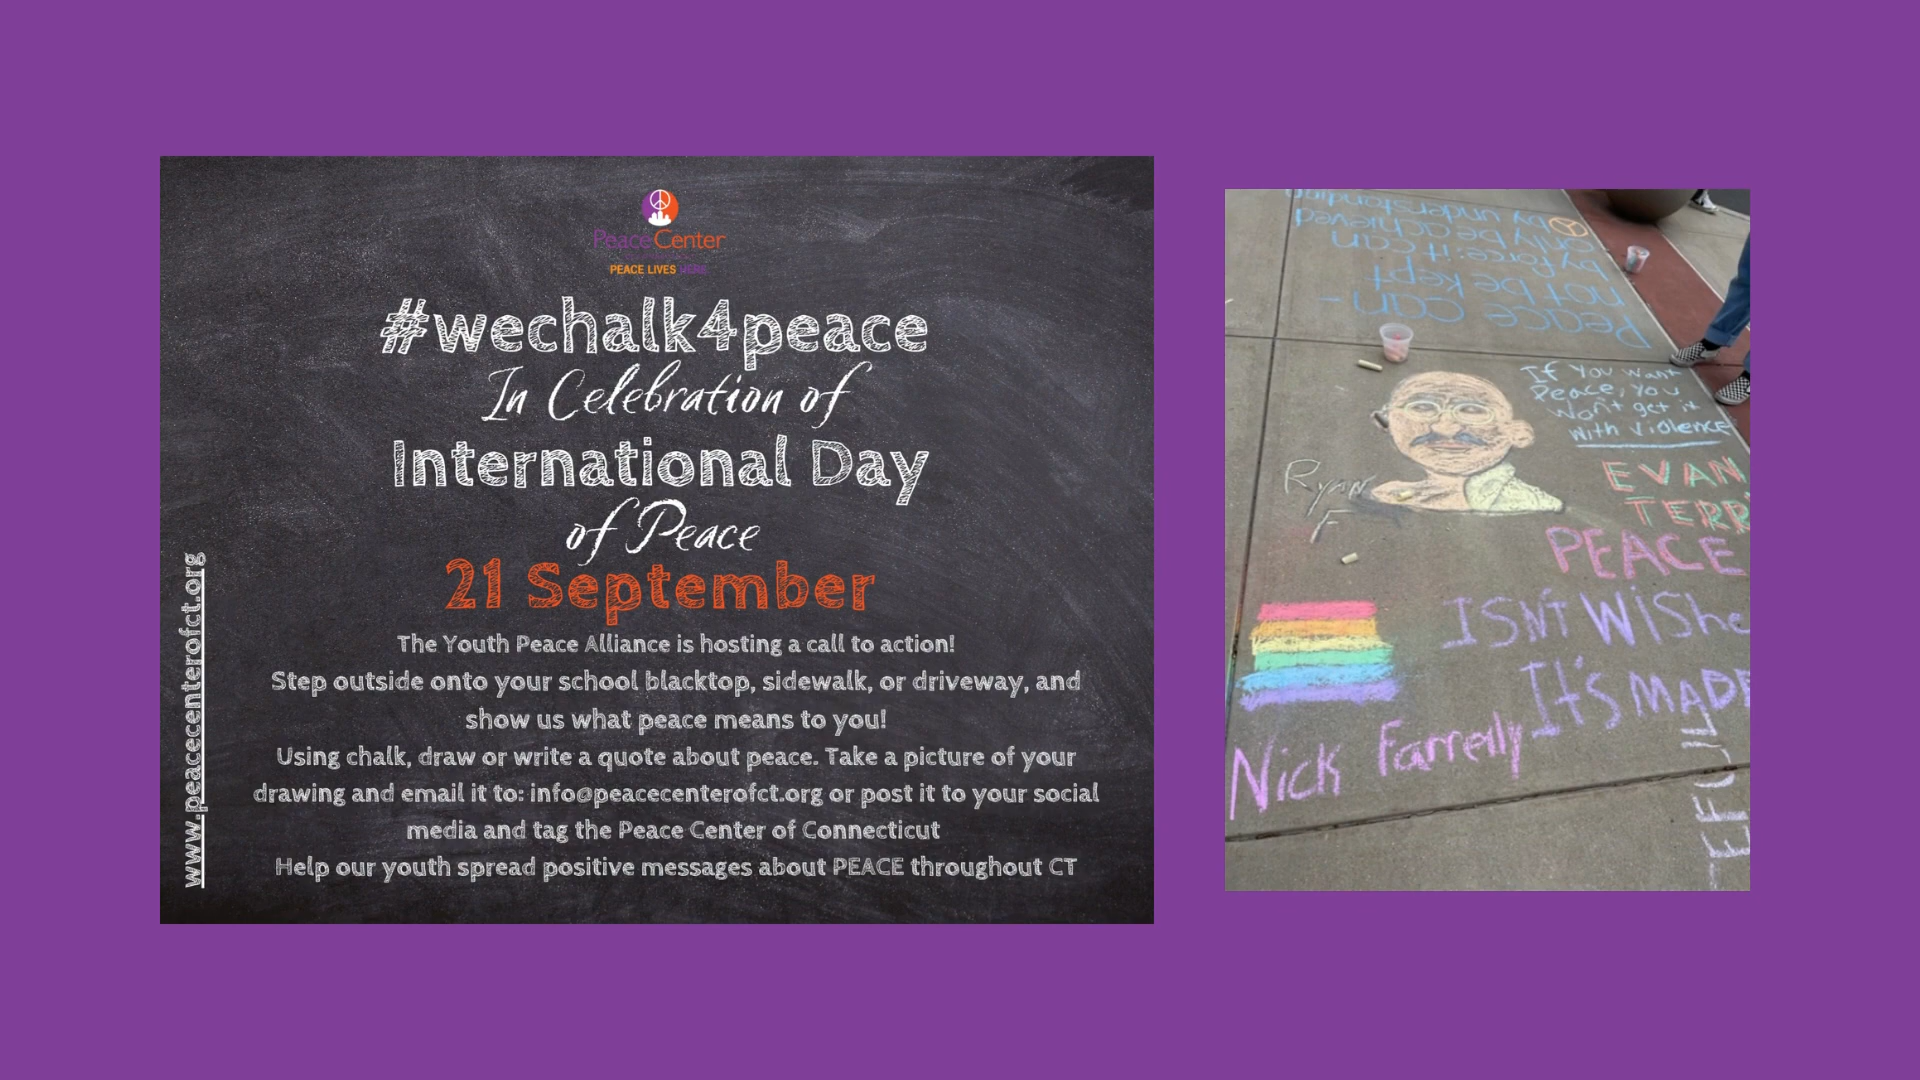 Peace Center
PEACE LIVES HERE
#wechalk4peace
In Celebration of
International Day
of Peace
21 September
The Youth Peace Alliance is hosting a call to action!
Step outside onto your school blacktop, sidewalk, or driveway, and
show us what peace means to you!
Using chalk, draw or write a quote about peace. Take a picture of your
drawing and email it to: info@peacecenterofct.org or post it to your social
media and tag the Peace Center of Connecticut
Help our youth spread positive messages about PEACE throughout CT
www.peacecenterofct.org
Peace can-
not be kept
by force: it can
only be achieved
by understanding
If you want
Peace, you
won't get it
with violence
Ryan
F
EVAN
TERR
PEACE
ISN'T WISHe
IT'S MADE
Nick Farrelly